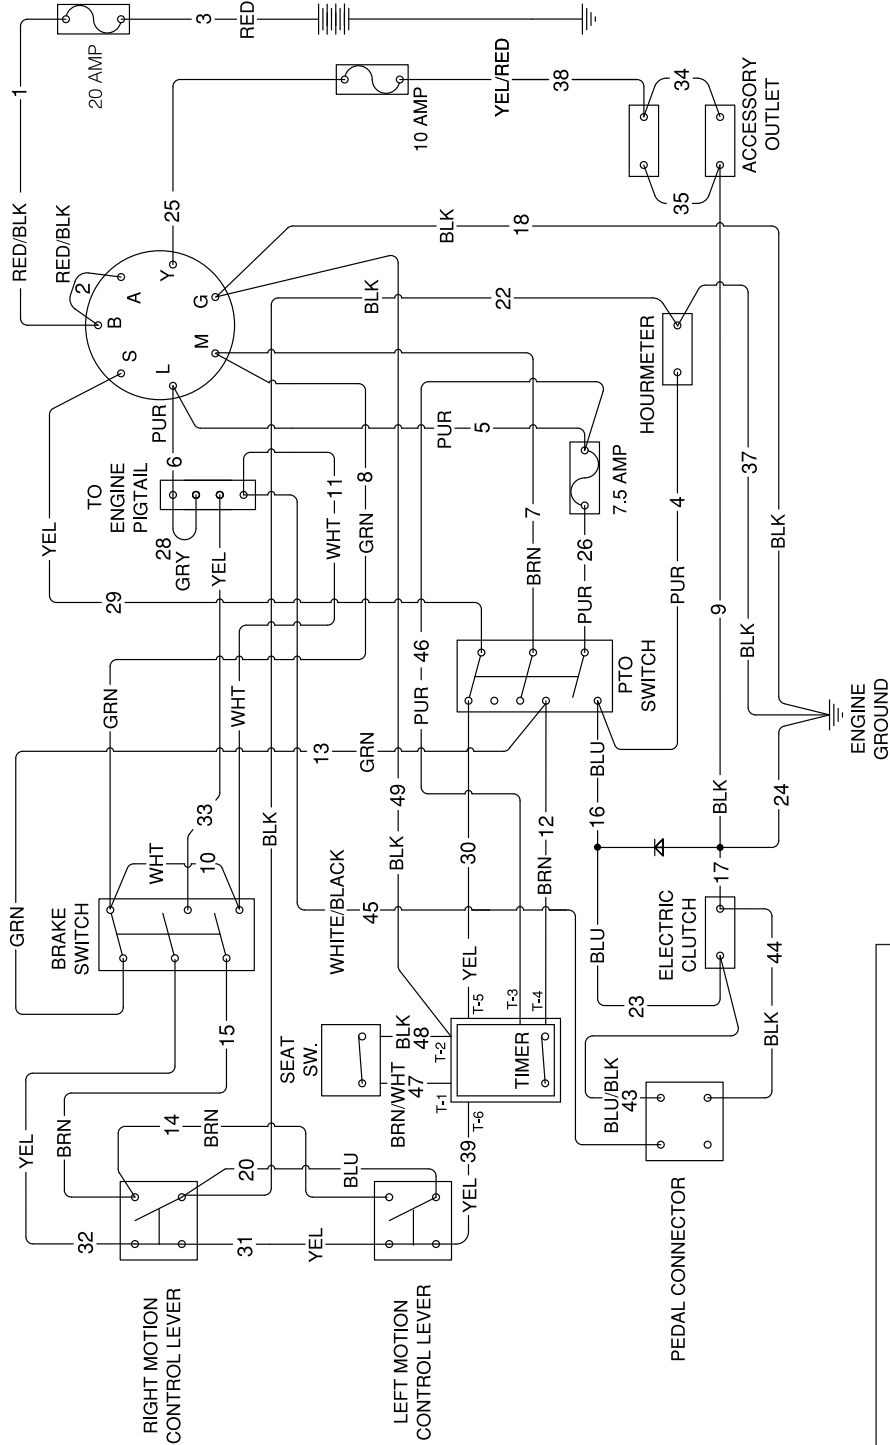 1
RED/BLK
20 AMP
3
RED
2
RED/BLK
25
10 AMP
YEL/RED
38
34
35
ACCESSORY
OUTLET
A
B
S
L
M
G
Y
BLK
18
BLK
22
HOURMETER
PUR
6
TO
ENGINE
PIGTAIL
28
GRY
YEL
YEL
29
WHT
11
GRN
8
PUR
5
7.5 AMP
BRN
7
PUR
26
PUR
46
PUR
4
BLK
37
9
BLK
BLK
PTO
SWITCH
GRN
WHT
13
GRN
33
BLK
BLK
49
BLU
16
24
ENGINE
GROUND
30
BRN
12
GRN
BRAKE
SWITCH
WHT
10
WHITE/BLACK
45
YEL
BLU
17
ELECTRIC
CLUTCH
23
44
BLK
15
YEL
BRN
14
BRN
SEAT
SW.
BLK
48
BRN/WHT
47
T-2
T-1
T-5
T-3
T-4
T-6
TIMER
BLU/BLK
43
20
BLU
YEL
39
32
31
YEL
RIGHT MOTION
CONTROL LEVER
LEFT MOTION
CONTROL LEVER
PEDAL CONNECTOR